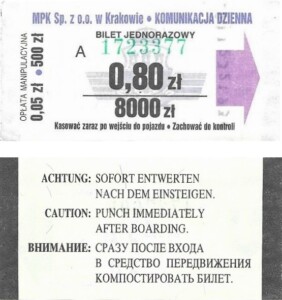 MPK Sp. z o.o. w Krakowie • KOMUNIKACJA DZIENNA
BILET JEDNORAZOWY
A 1723377
0,80 zł
8000 zł
Kasować zaraz po wejściu do pojazdu • Zachować do kontroli
OPŁATA MANIPULACYJNA
0,05 zł • 500 zł
ACHTUNG: SOFORT ENTWERTEN
NACH DEM EINSTEIGEN.
CAUTION: PUNCH IMMEDIATELY
AFTER BOARDING.
ВНИМАНИЕ: СРАЗУ ПОСЛЕ ВХОДА
В СРЕДСТВО ПЕРЕДВИЖЕНИЯ
КОМПОСТИРОВАТЬ БИЛЕТ.